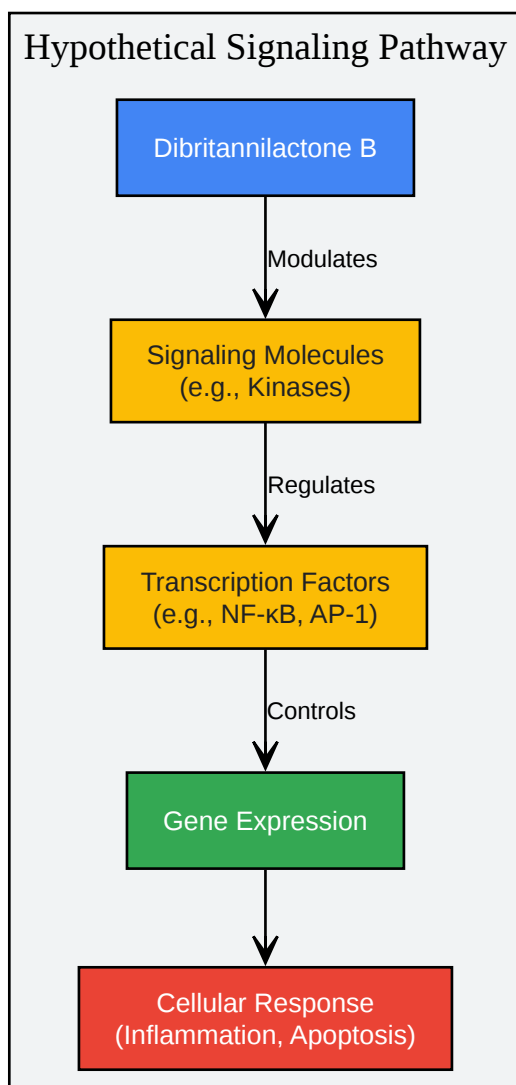 Hypothetical Signaling Pathway
Dibritannilactone B
Modulates
Signaling Molecules
(e.g., Kinases)
Regulates
Transcription Factors
(e.g., NF-κB, AP-1)
Controls
Gene Expression
Cellular Response
(Inflammation, Apoptosis)